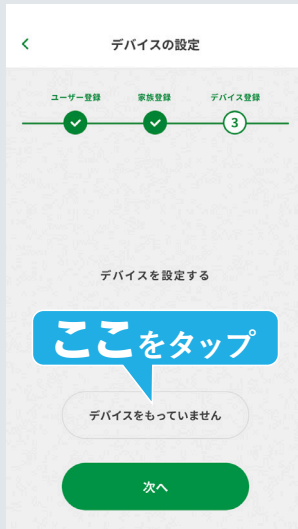 デバイスの設定
ユーザー登録 家族登録 デバイス登録
3
デバイスを設定する
ここをタップ
デバイスをもっていません
次へ